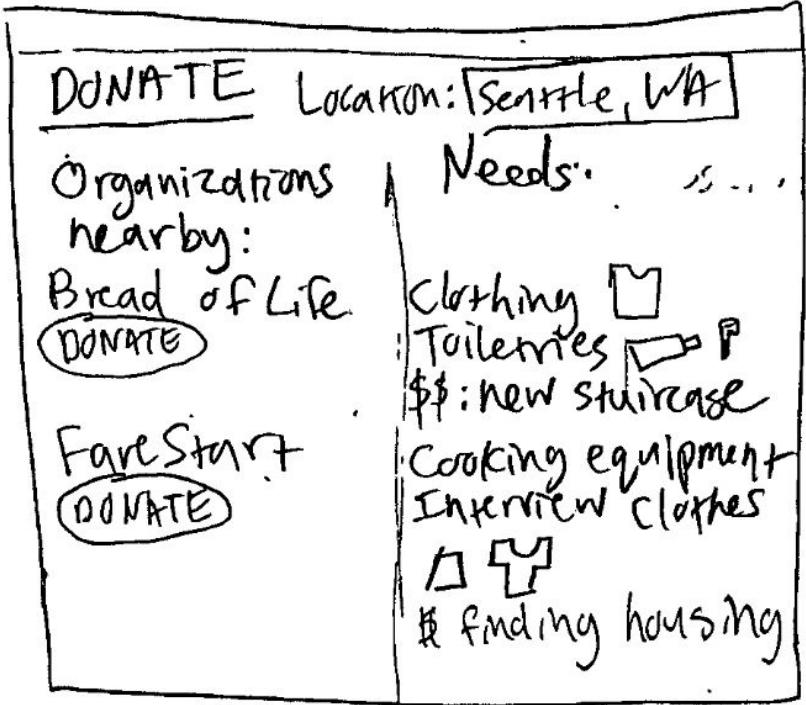 DONATE Location: Seattle, WA
Organizations
nearby:
Needs:
Bread of Life
DONATE
Clothing
Toiletries
$$: new staircase
FareStart
DONATE
Cooking equipment
Interview clothes
$ finding housing